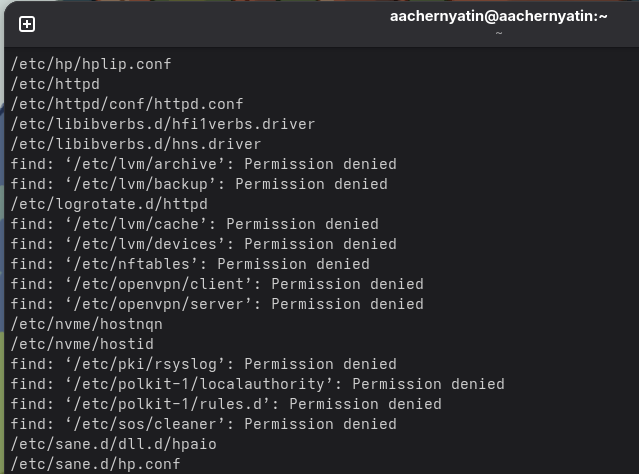 aachernyatin@aachernyatin:~
~
/etc/hp/hplip.conf
/etc/httpd
/etc/httpd/conf/httpd.conf
/etc/libibverbs.d/hfi1verbs.driver
/etc/libibverbs.d/hns.driver
find: ‘/etc/lvm/archive’: Permission denied
find: ‘/etc/lvm/backup’: Permission denied
/etc/logrotate.d/httpd
find: ‘/etc/lvm/cache’: Permission denied
find: ‘/etc/lvm/devices’: Permission denied
find: ‘/etc/nftables’: Permission denied
find: ‘/etc/openvpn/client’: Permission denied
find: ‘/etc/openvpn/server’: Permission denied
/etc/nvme/hostnqn
/etc/nvme/hostid
find: ‘/etc/pki/rsyslog’: Permission denied
find: ‘/etc/polkit-1/localauthority’: Permission denied
find: ‘/etc/polkit-1/rules.d’: Permission denied
find: ‘/etc/sos/cleaner’: Permission denied
/etc/sane.d/dll.d/hpaio
/etc/sane.d/hp.conf